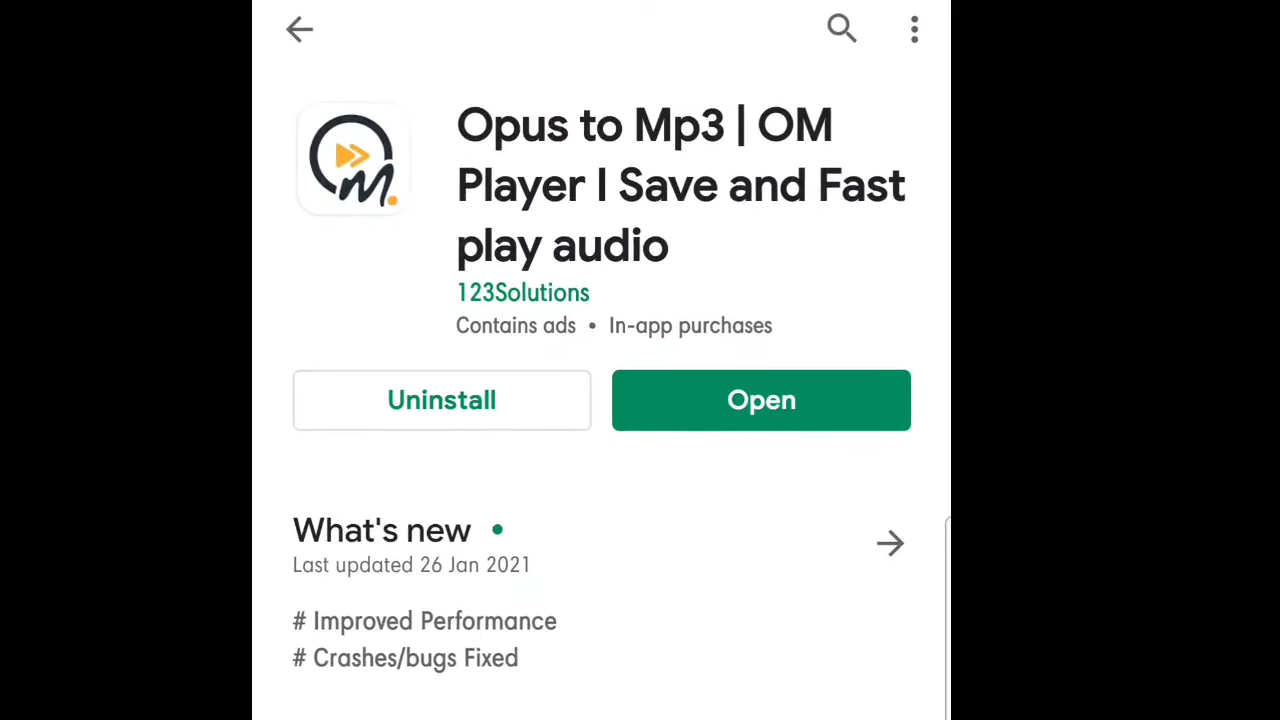 Opus to Mp3 | OM
Player I Save and Fast
play audio
123Solutions
Contains ads • In-app purchases
Uninstall
Open
What's new •
Last updated 26 Jan 2021
# Improved Performance
# Crashes/bugs Fixed